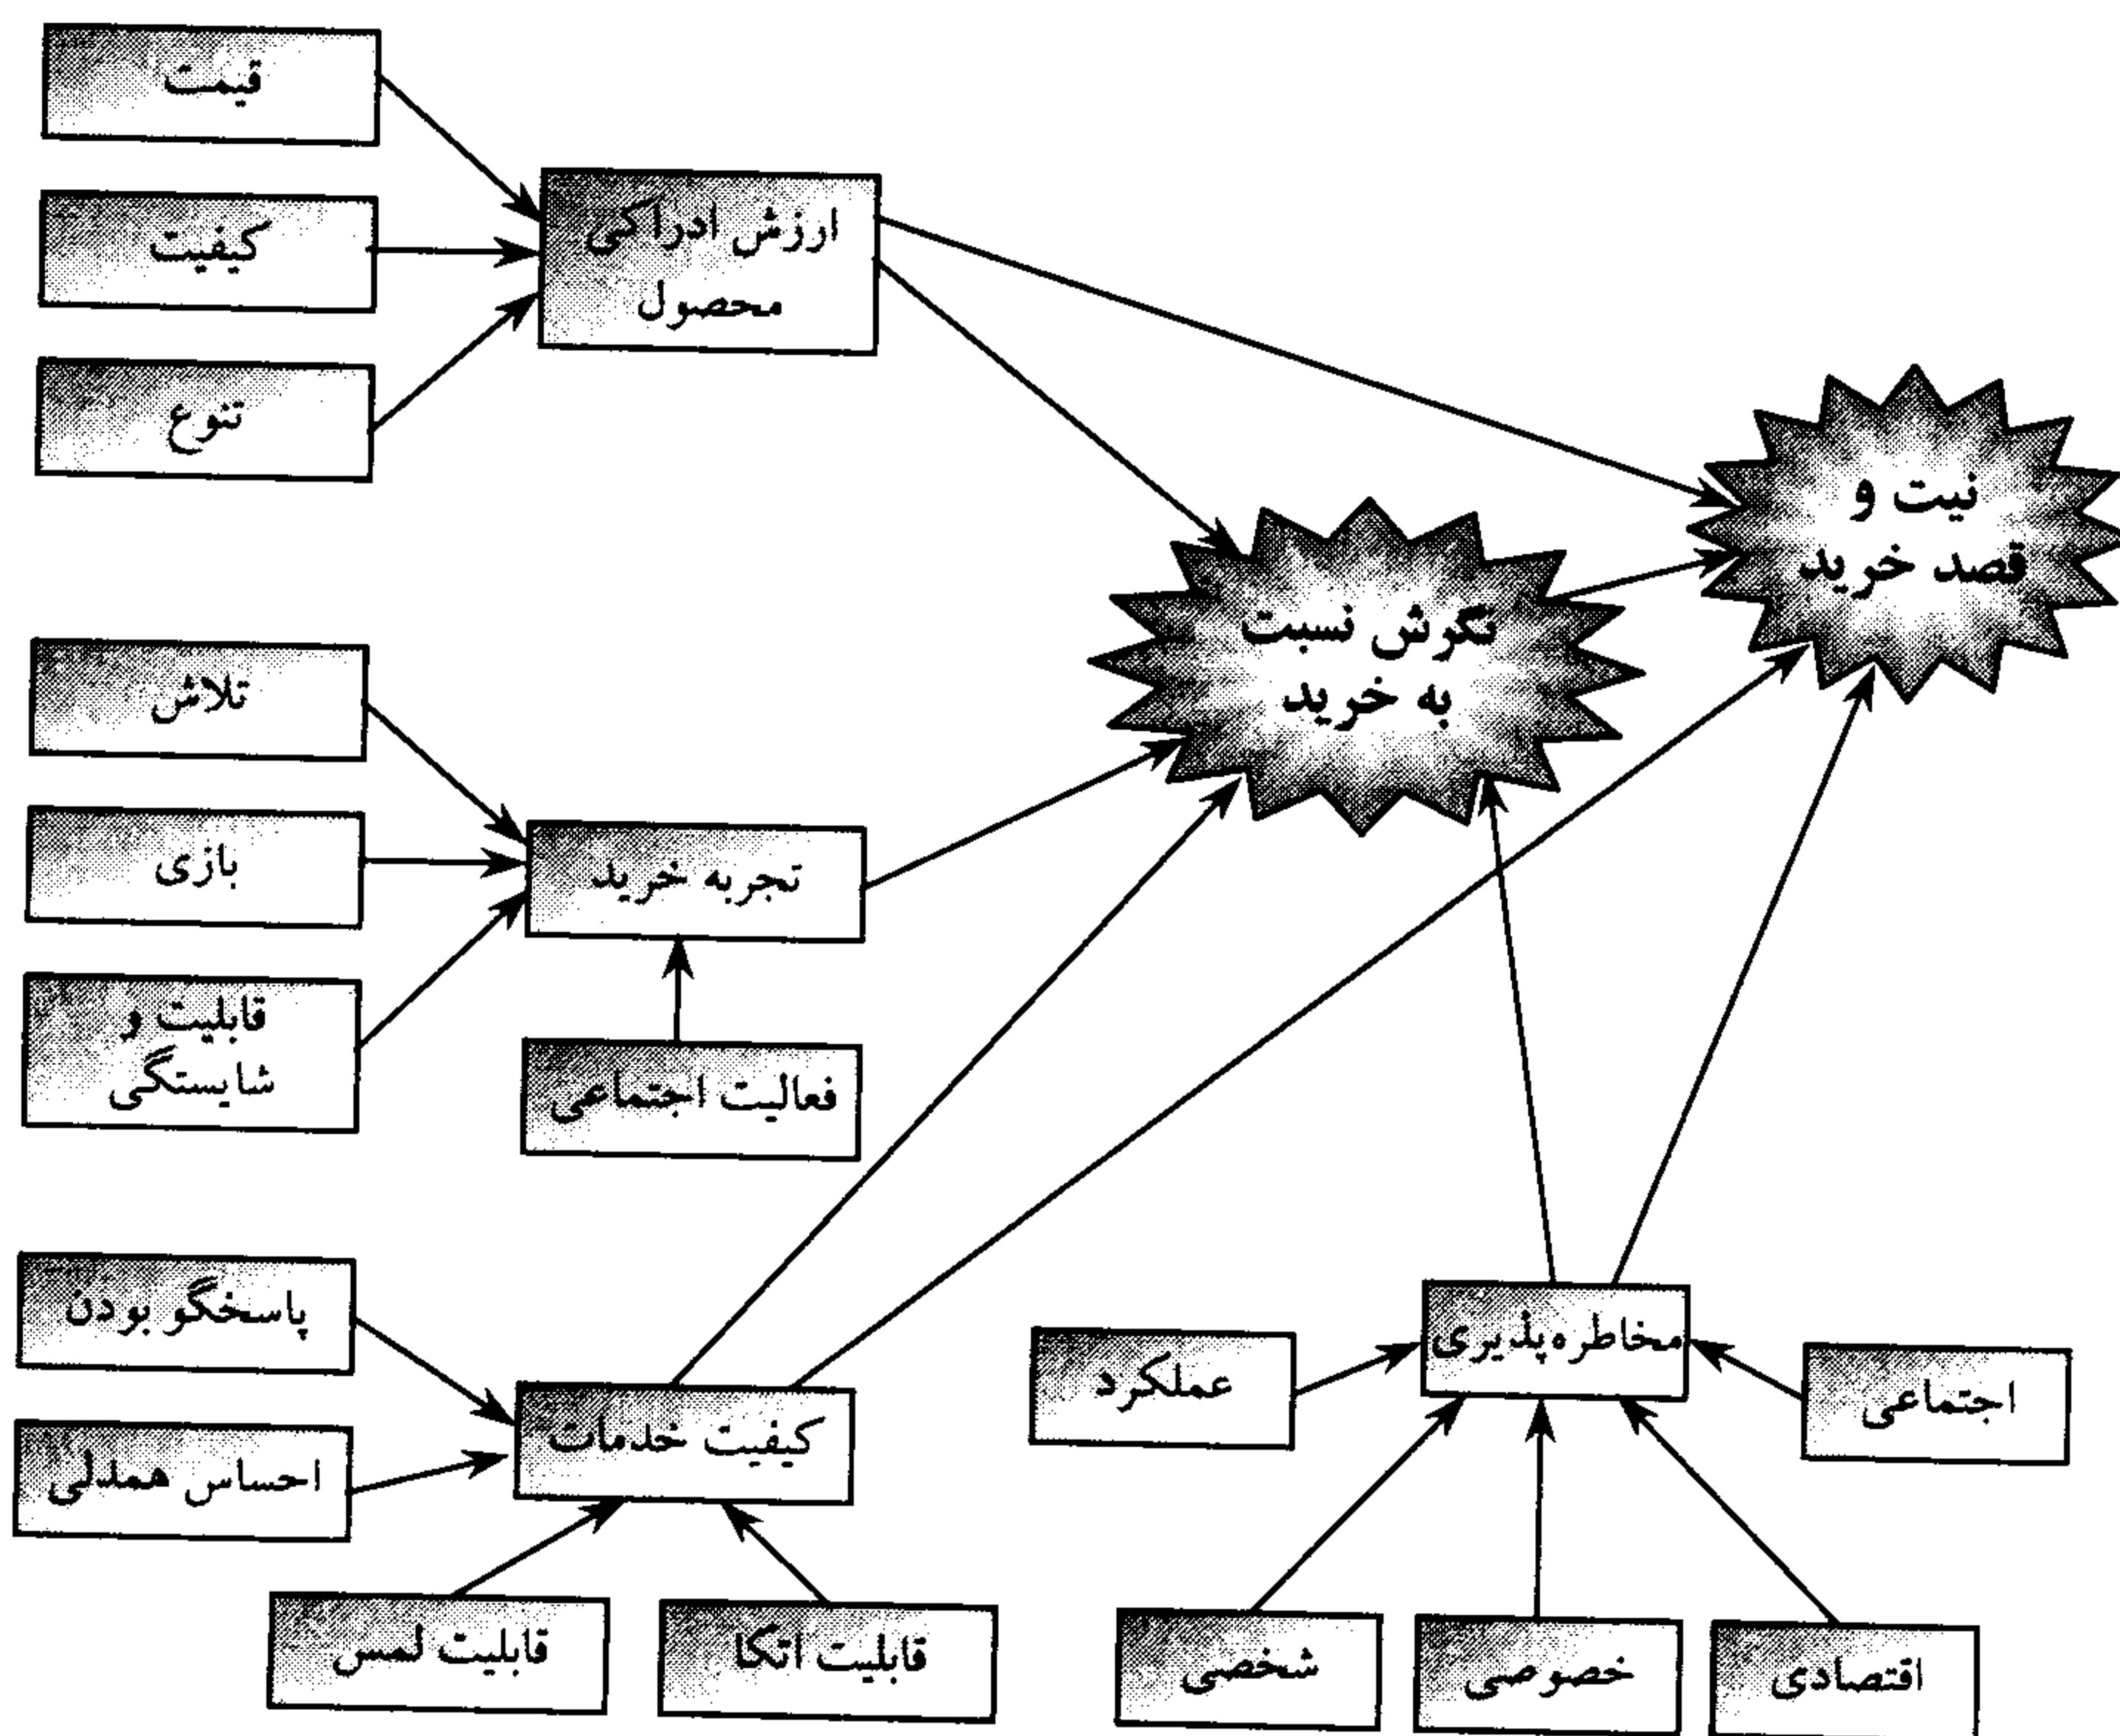 قیمت
کیفیت
تنوع
ارزش ادراکی
محصول
نیت و
قصد خرید
نگرش نسبت
به خرید
تلاش
بازی
قابلیت و
شایستگی
تجربه خرید
فعالیت اجتماعی
پاسخگو بودن
احساس همدلی
کیفیت خدمات
قابلیت لمس
قابلیت اتکا
مخاطره‌پذیری
عملکرد
اجتماعی
شخصی
خصوصی
اقتصادی